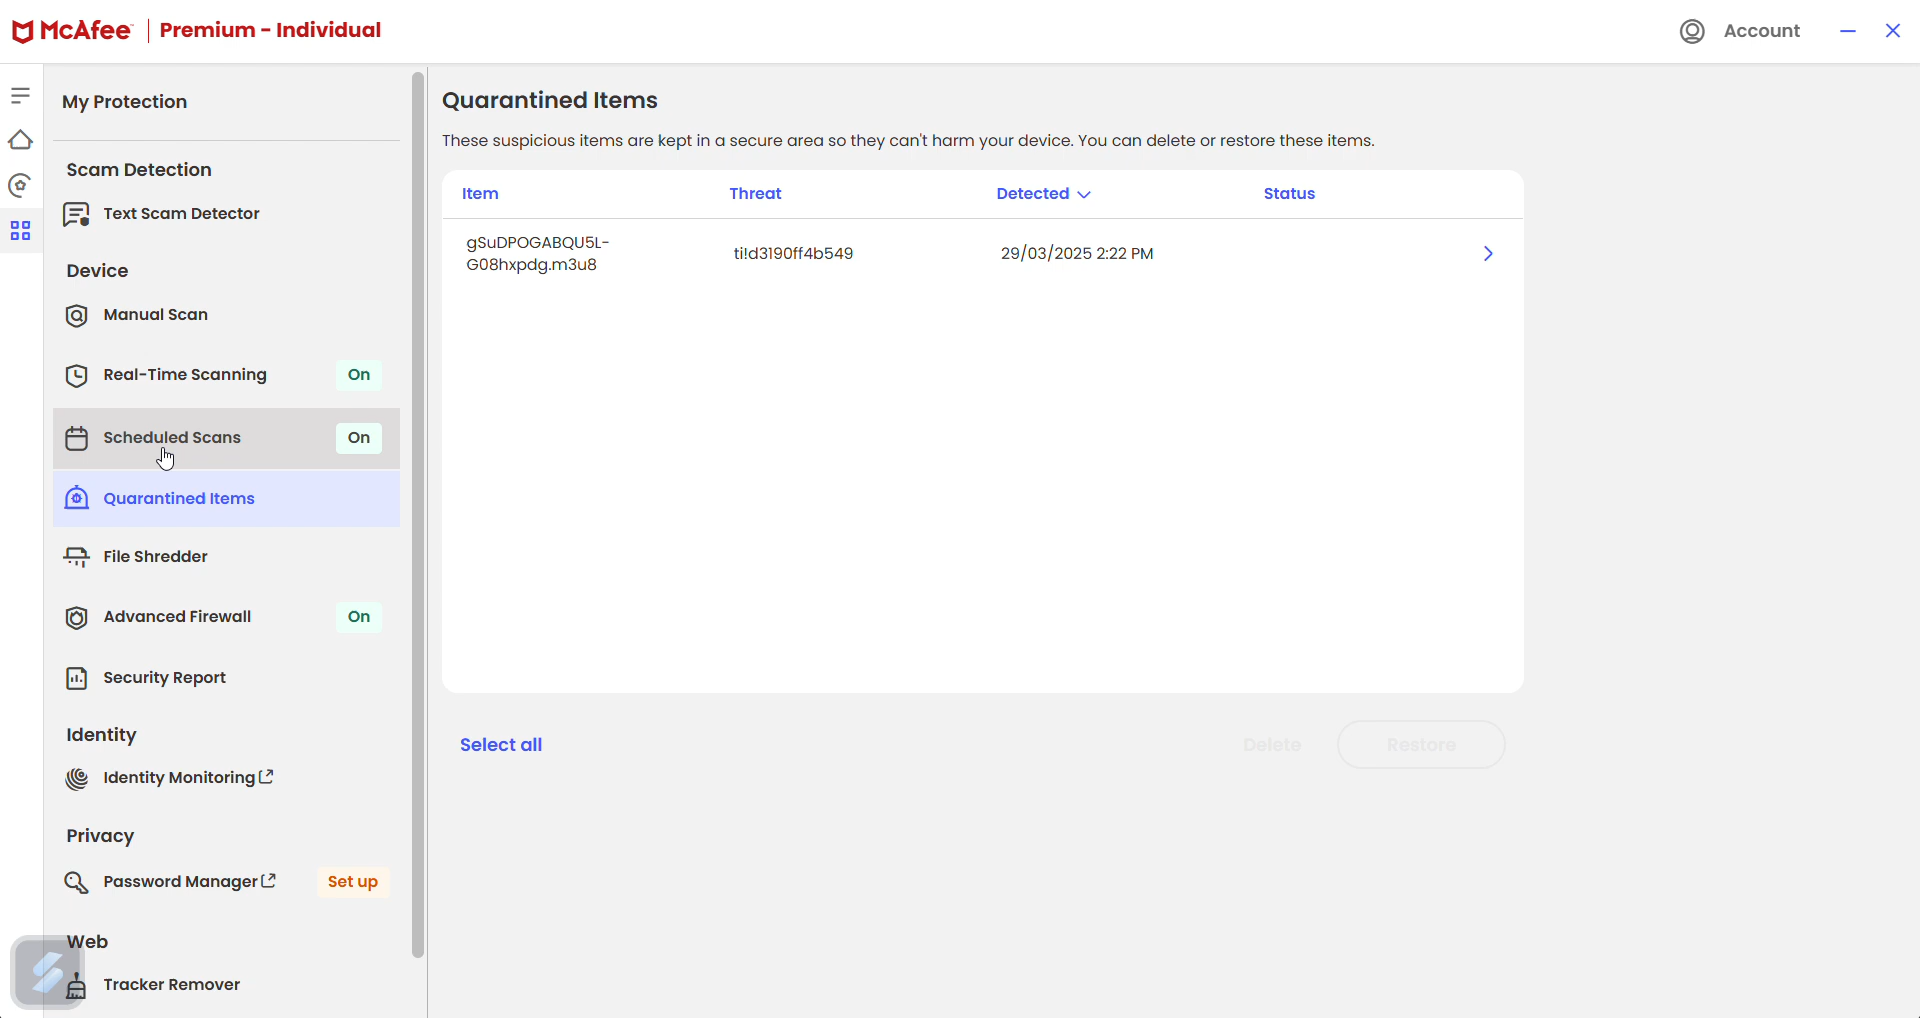 McAfee™ | Premium - Individual
Account
My Protection
Scam Detection
Text Scam Detector
Device
Manual Scan
Real-Time Scanning On
Scheduled Scans On
Quarantined Items
File Shredder
Advanced Firewall On
Security Report
Identity
Identity Monitoring
Privacy
Password Manager Set up
Web
Tracker Remover
Quarantined Items
These suspicious items are kept in a secure area so they can't harm your device. You can delete or restore these items.
Item Threat Detected Status
gSuDPOGABQU5L-
G08hxpdg.m3u8
ti!d3190ff4b549 29/03/2025 2:22 PM
Select all Delete Restore